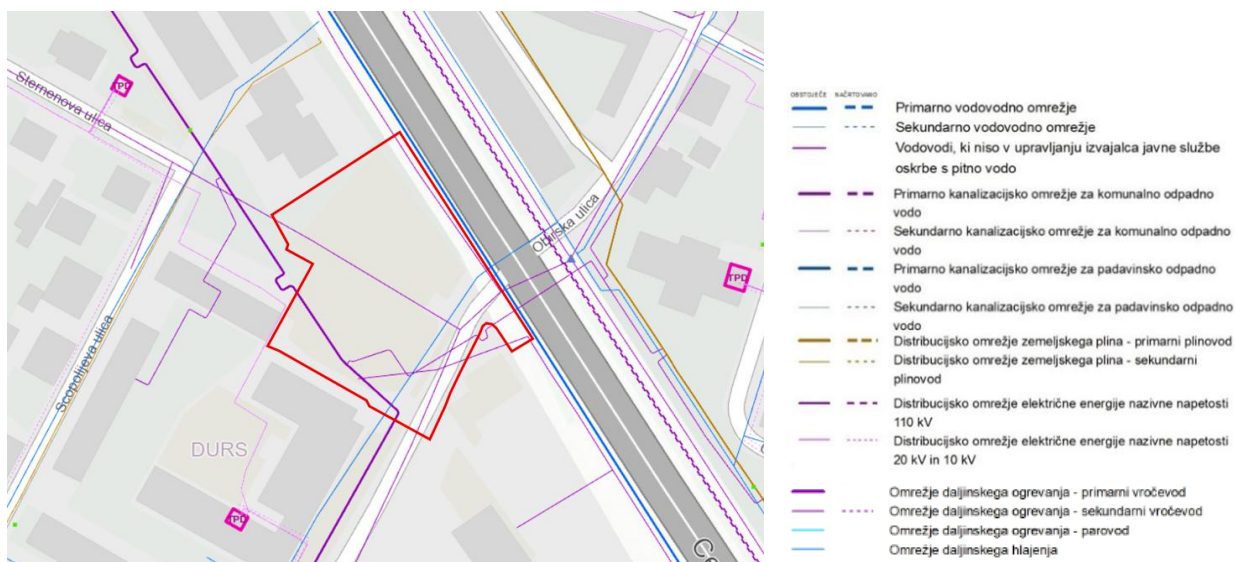 TPD
Sternenova ulica
Obirska ulica
TPD
Scopolijeva ulica
DURS
TPD
Ce
OBSTOJEČE NAČRTOVANO
Primarno vodovodno omrežje
Sekundarno vodovodno omrežje
Vodovodi, ki niso v upravljanju izvajalca javne službe
oskrbe s pitno vodo
Primarno kanalizacijsko omrežje za komunalno odpadno
vodo
Sekundarno kanalizacijsko omrežje za komunalno odpadno
vodo
Primarno kanalizacijsko omrežje za padavinsko odpadno
vodo
Sekundarno kanalizacijsko omrežje za padavinsko odpadno
vodo
Distribucijsko omrežje zemeljskega plina - primarni plinovod
Distribucijsko omrežje zemeljskega plina - sekundarni
plinovod
Distribucijsko omrežje električne energije nazivne napetosti
110 kV
Distribucijsko omrežje električne energije nazivne napetosti
20 kV in 10 kV
Omrežje daljinskega ogrevanja - primarni vročevod
Omrežje daljinskega ogrevanja - sekundarni vročevod
Omrežje daljinskega ogrevanja - parovod
Omrežje daljinskega hlajenja